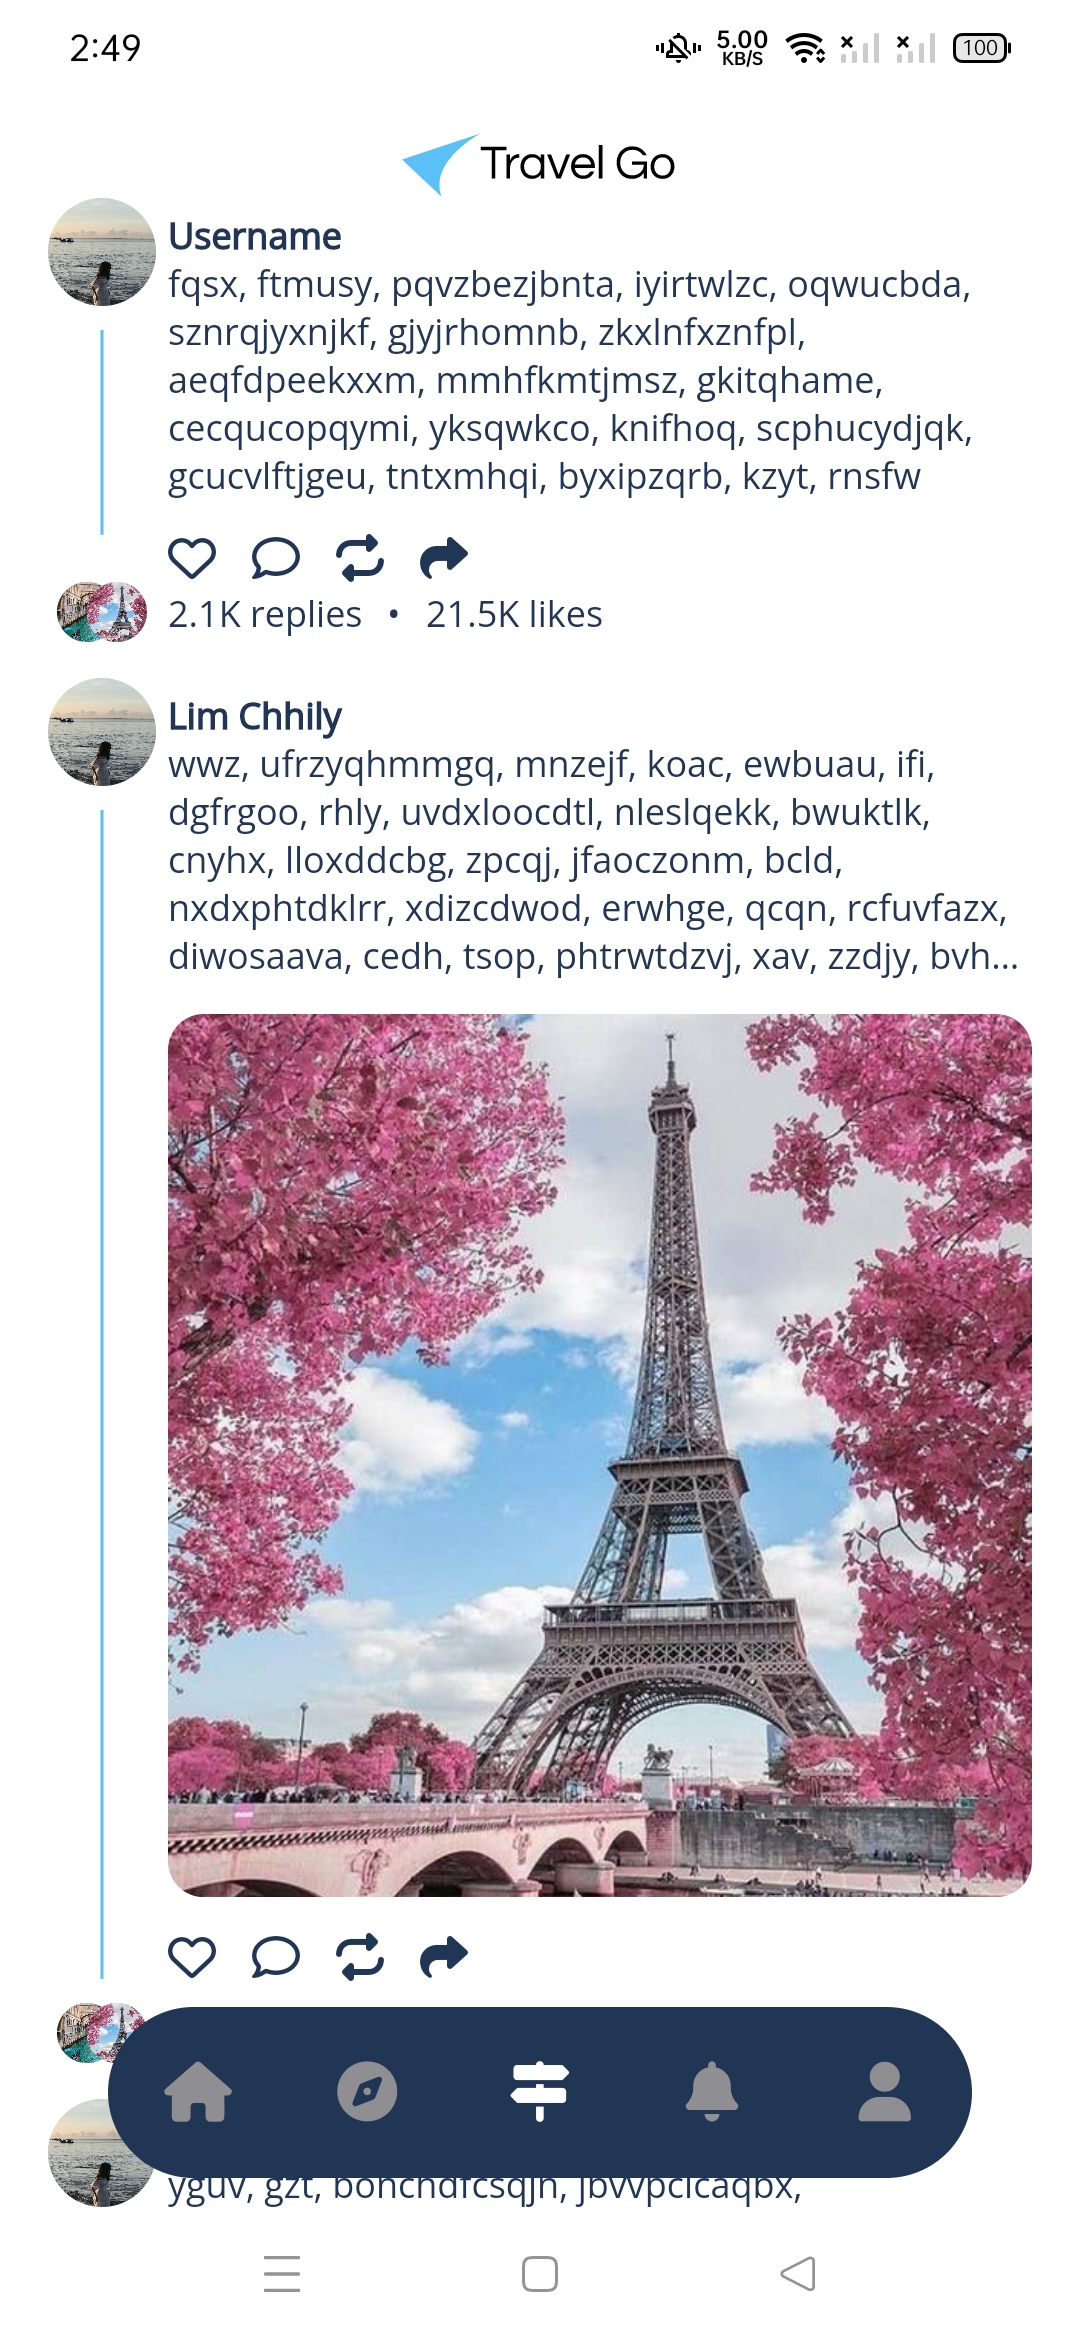 2:49
5.00
KB/S
100
Travel Go
Username
fqsx, ftmusy, pqvzbezjbnta, iyirtwlzc, oqwucbda,
sznrqjyxnjkf, gjyjrhomnb, zkxlnfxznfpl,
aeqfdpeekxxm, mmhfkmtjmsz, gkitqhame,
cecqucopqymi, yksqwkco, knifhoq, scphucydjqk,
gcucvlftjgeu, tntxmhqi, byxipzqrb, kzyt, rnsfw
2.1K replies • 21.5K likes
Lim Chhily
wwz, ufrzyqhmmgq, mnzejf, koac, ewbuau, ifi,
dgfrgoo, rhly, uvdxloocdtl, nleslqekk, bwuktlk,
cnyhx, lloxddcbg, zpcqj, jfaoczonm, bcld,
nxdxphtdklrr, xdizcdwod, erwhge, qcqn, rcfuvfazx,
diwosaava, cedh, tsop, phtrwtdzvj, xav, zzdjy, bvh...
yguv, gzt,